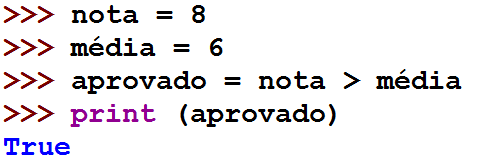 >>> nota = 8
>>> média = 6
>>> aprovado = nota > média
>>> print (aprovado)
True